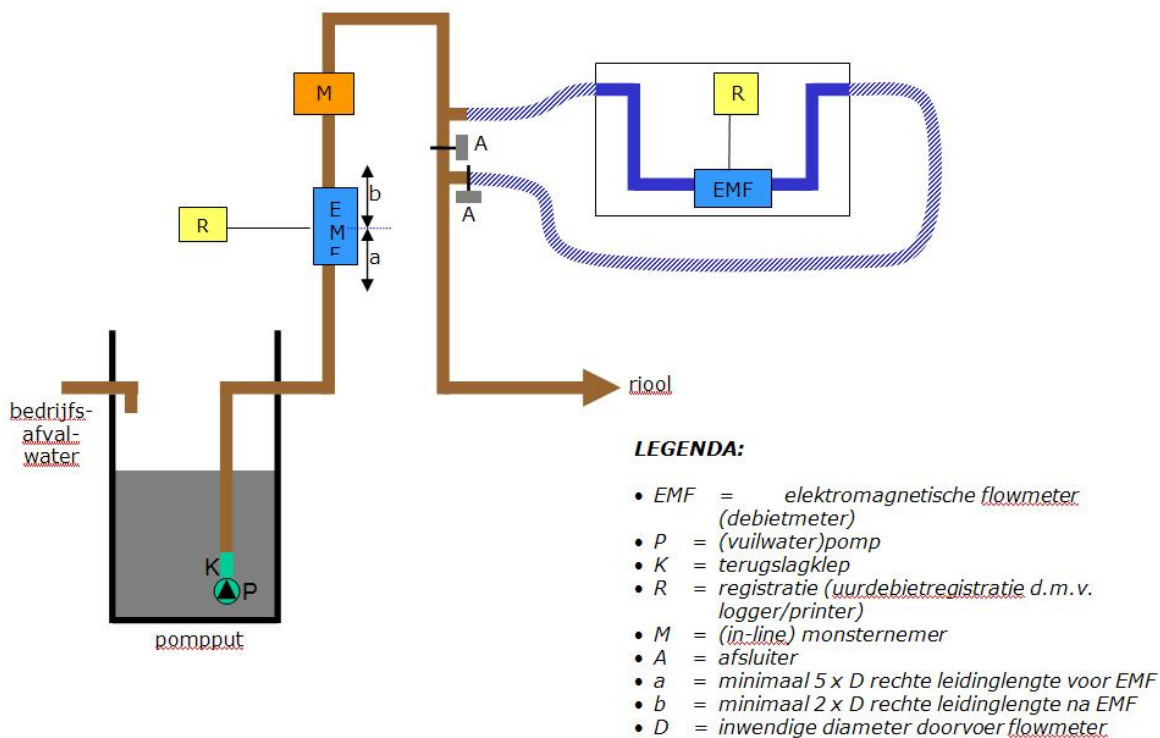 M
R
A
EMF
A
b
R
E
M
F
a
bedrijfs-
afval-
water
riool
K
P
pompput
LEGENDA:
• EMF = elektromagnetische flowmeter
(debietmeter)
• P = (vuilwater)pomp
• K = terugslagklep
• R = registratie (uurdebietregistratie d.m.v.
logger/printer)
• M = (in-line) monsternemer
• A = afsluiter
• a = minimaal 5 x D rechte leidinglengte voor EMF
• b = minimaal 2 x D rechte leidinglengte na EMF
• D = inwendige diameter doorvoer flowmeter